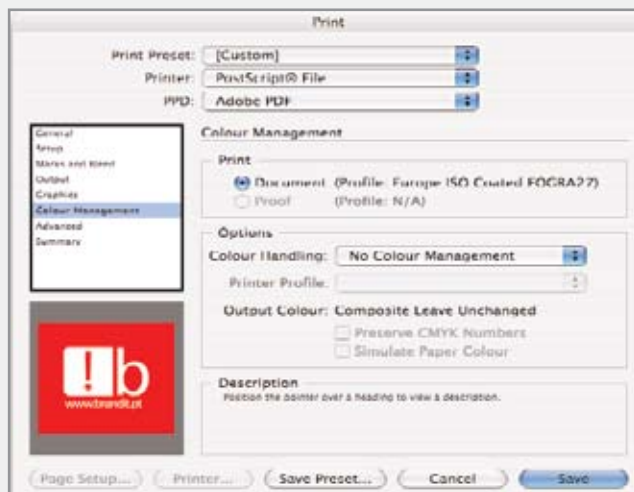 Print
Print Preset: [Custom]
Printer: PostScript® File
PPD: Adobe PDF
General
Setup
Marks and Bleed
Output
Graphics
Colour Management
Advanced
Summary
Colour Management
Print
Document (Profile: Europe ISO Coated FOGRA27)
Proof (Profile: N/A)
Options
Colour Handling: No Colour Management
Printer Profile:
Output Colour: Composite Leave Unchanged
Preserve CMYK Numbers
Simulate Paper Colour
!b
www.brandit.pt
Description
Position the pointer over a heading to view a description.
Page Setup... Printer... Save Preset... Cancel Save